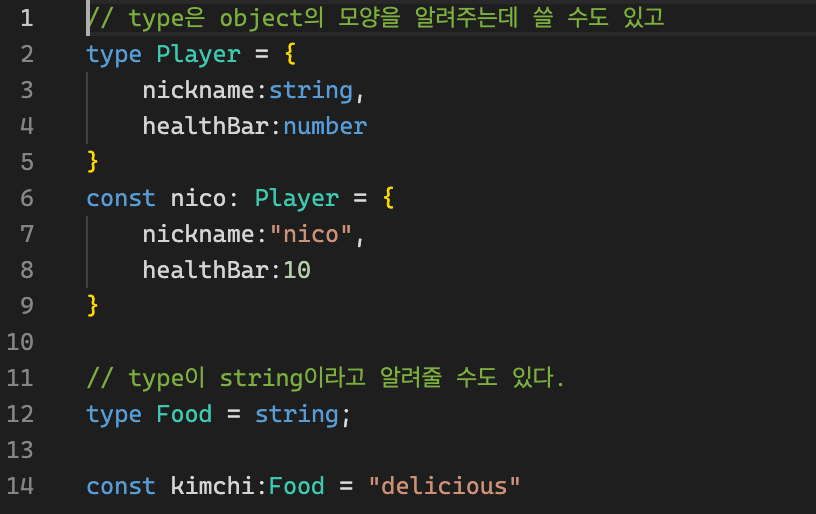 1 // type은 object의 모양을 알려주는데 쓸 수도 있고
2 type Player = {
3     nickname:string,
4     healthBar:number
5 }
6 const nico: Player = {
7     nickname:"nico",
8     healthBar:10
9 }
10
11 // type이 string이라고 알려줄 수도 있다.
12 type Food = string;
13
14 const kimchi:Food = "delicious"